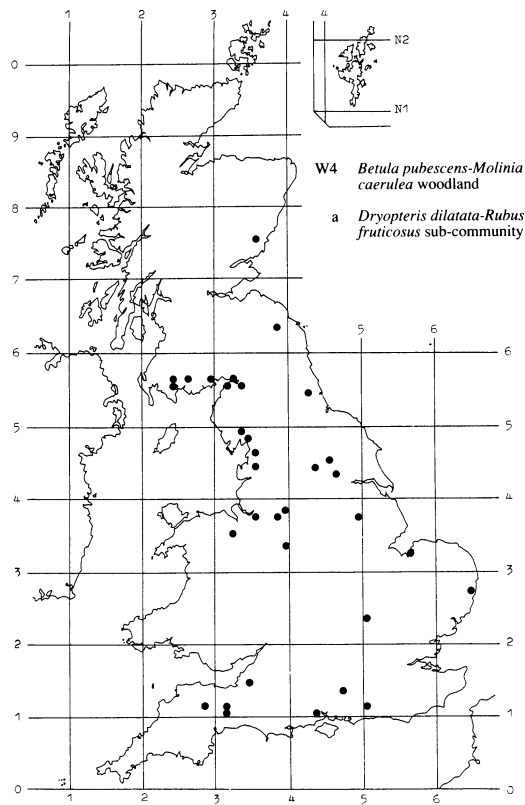 1 2 3 4 4
N2
0
N1
9
W4 Betula pubescens-Molinia
caerulea woodland
8
a Dryopteris dilatata-Rubus
fruticosus sub-community
7
5 6
6 6
5 5
4 4
3 3
2 2
1 1
0 0
1 2 3 4 5 6